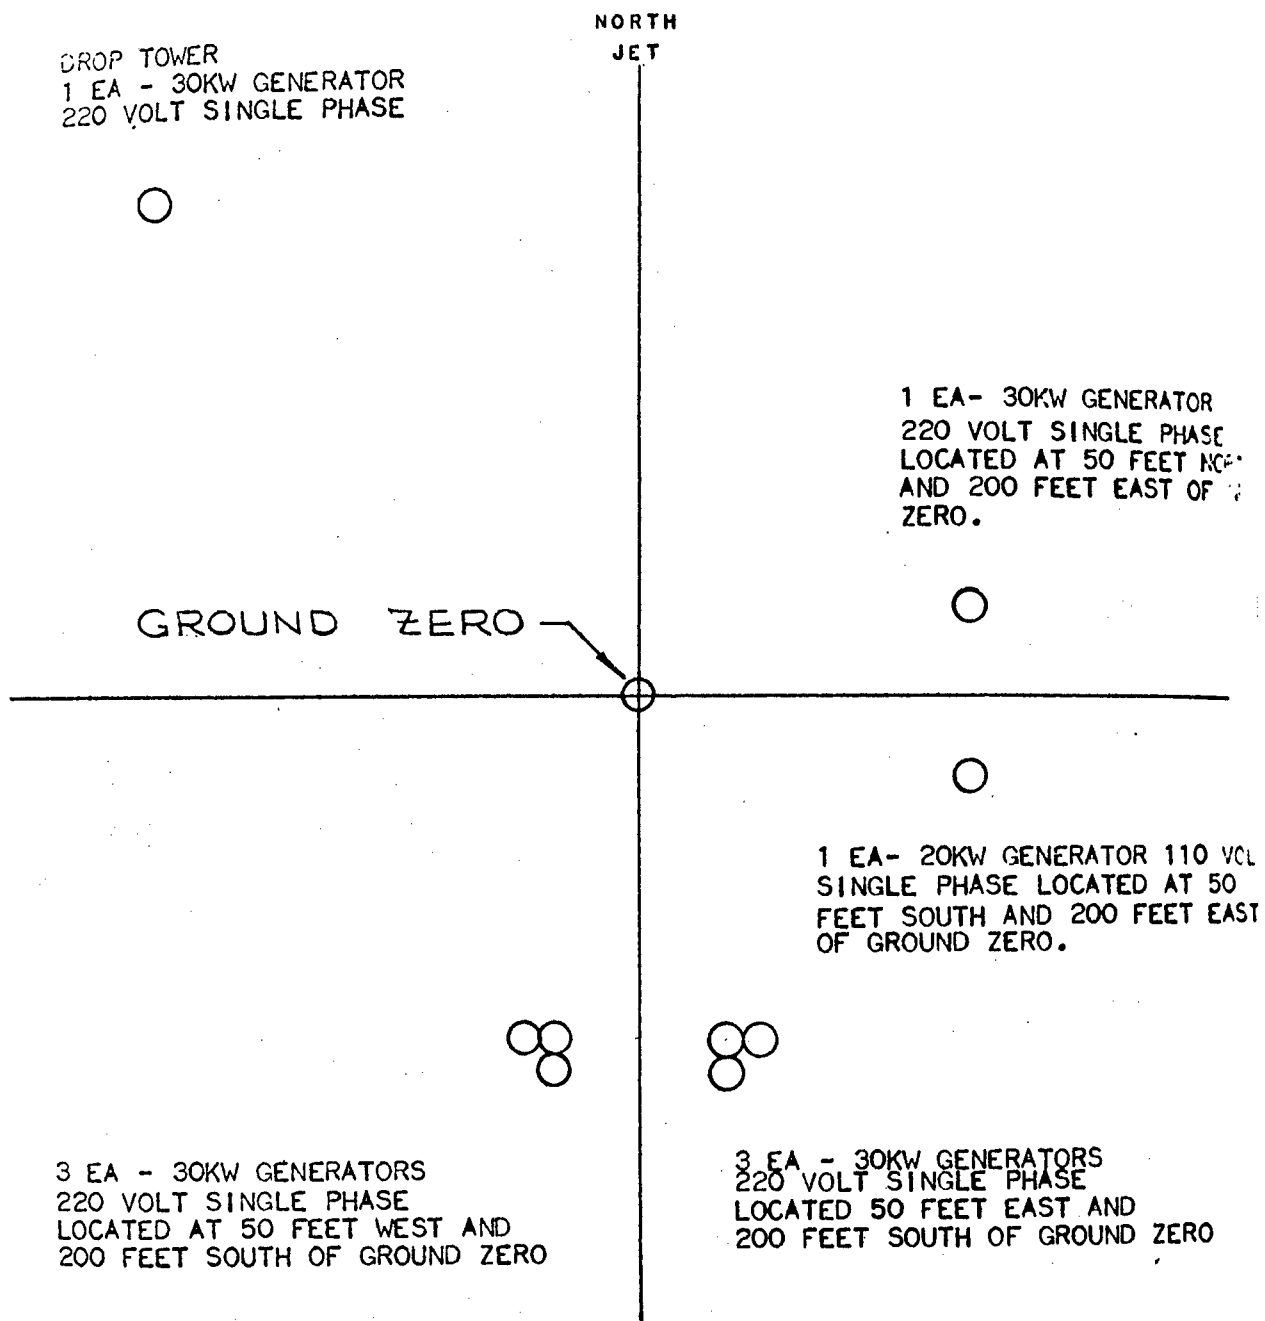 NORTH
JET
DROP TOWER
1 EA - 30KW GENERATOR
220 VOLT SINGLE PHASE
1 EA- 30KW GENERATOR
220 VOLT SINGLE PHASE
LOCATED AT 50 FEET
AND 200 FEET EAST OF
ZERO.
GROUND ZERO
1 EA- 20KW GENERATOR 110
SINGLE PHASE LOCATED AT 50
FEET SOUTH AND 200 FEET EAST
OF GROUND ZERO.
3 EA - 30KW GENERATORS
220 VOLT SINGLE PHASE
LOCATED AT 50 FEET WEST AND
200 FEET SOUTH OF GROUND ZERO
3 EA - 30KW GENERATORS
220 VOLT SINGLE PHASE
LOCATED 50 FEET EAST AND
200 FEET SOUTH OF GROUND ZERO